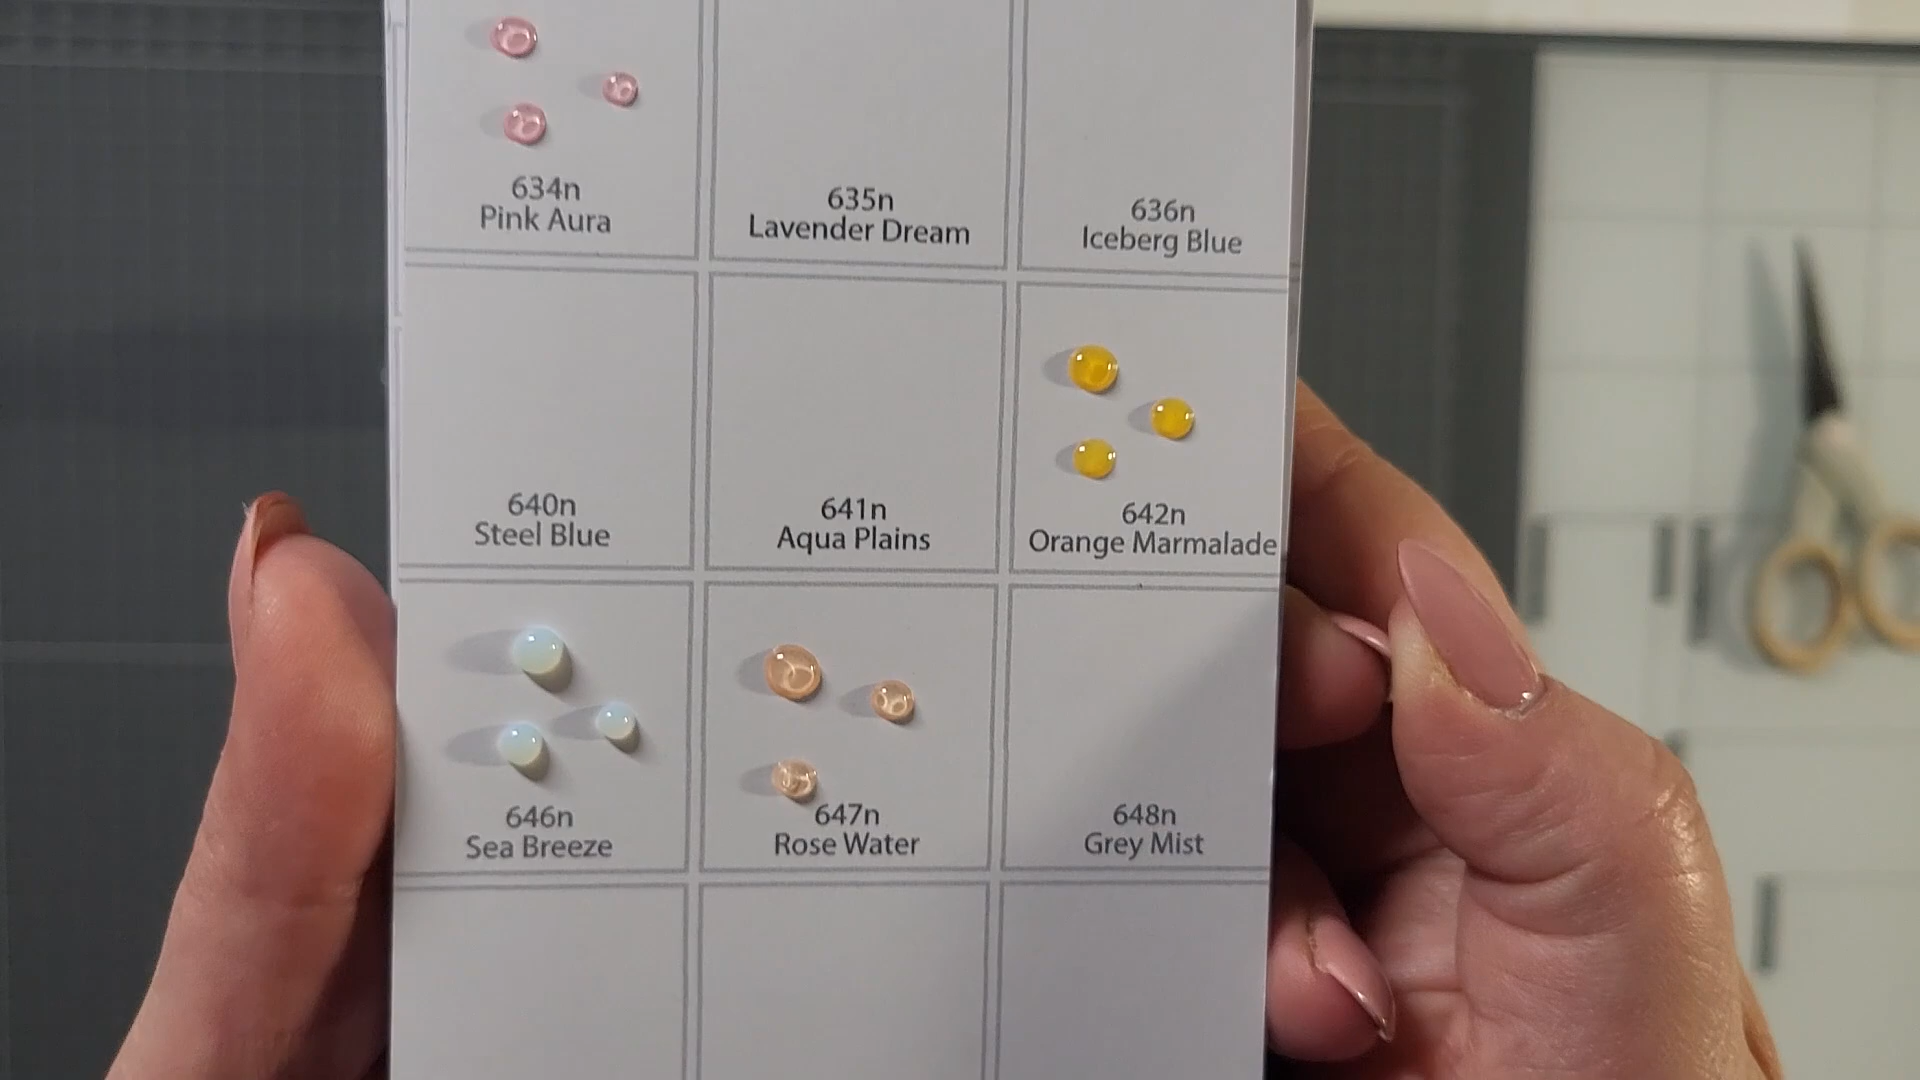 634n
Pink Aura
635n
Lavender Dream
636n
Iceberg Blue
640n
Steel Blue
641n
Aqua Plains
642n
Orange Marmalade
646n
Sea Breeze
647n
Rose Water
648n
Grey Mist